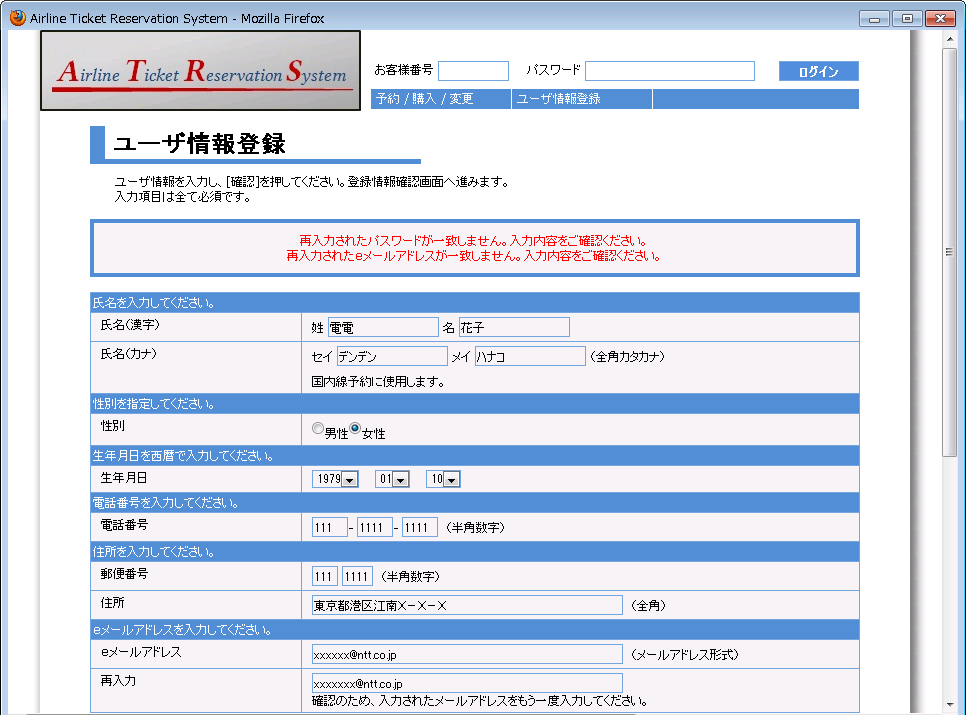 Airline Ticket Reservation System - Mozilla Firefox
Airline Ticket Reservation System
お客様番号 パスワード ログイン
予約 / 購入 / 変更 ユーザ情報登録
ユーザ情報登録
ユーザ情報を入力し、[確認]を押してください。登録情報確認画面へ進みます。
入力項目は全て必須です。
再入力されたパスワードが一致しません。入力内容をご確認ください。
再入力されたeメールアドレスが一致しません。入力内容をご確認ください。
氏名を入力してください。
氏名(漢字) 姓 電電 名 花子
氏名(カナ) セイ デンデン メイ ハナコ (全角カタカナ)
国内線予約に使用します。
性別を指定してください。
性別 男性 女性
生年月日を西暦で入力してください。
生年月日 1979 01 10
電話番号を入力してください。
電話番号 111 - 1111 - 1111 (半角数字)
住所を入力してください。
郵便番号 111 1111 (半角数字)
住所 東京都港区江南X-X-X (全角)
eメールアドレスを入力してください。
eメールアドレス xxxxxx@ntt.co.jp (メールアドレス形式)
再入力 xxxxxxx@ntt.co.jp
確認のため、入力されたメールアドレスをもう一度入力してください。